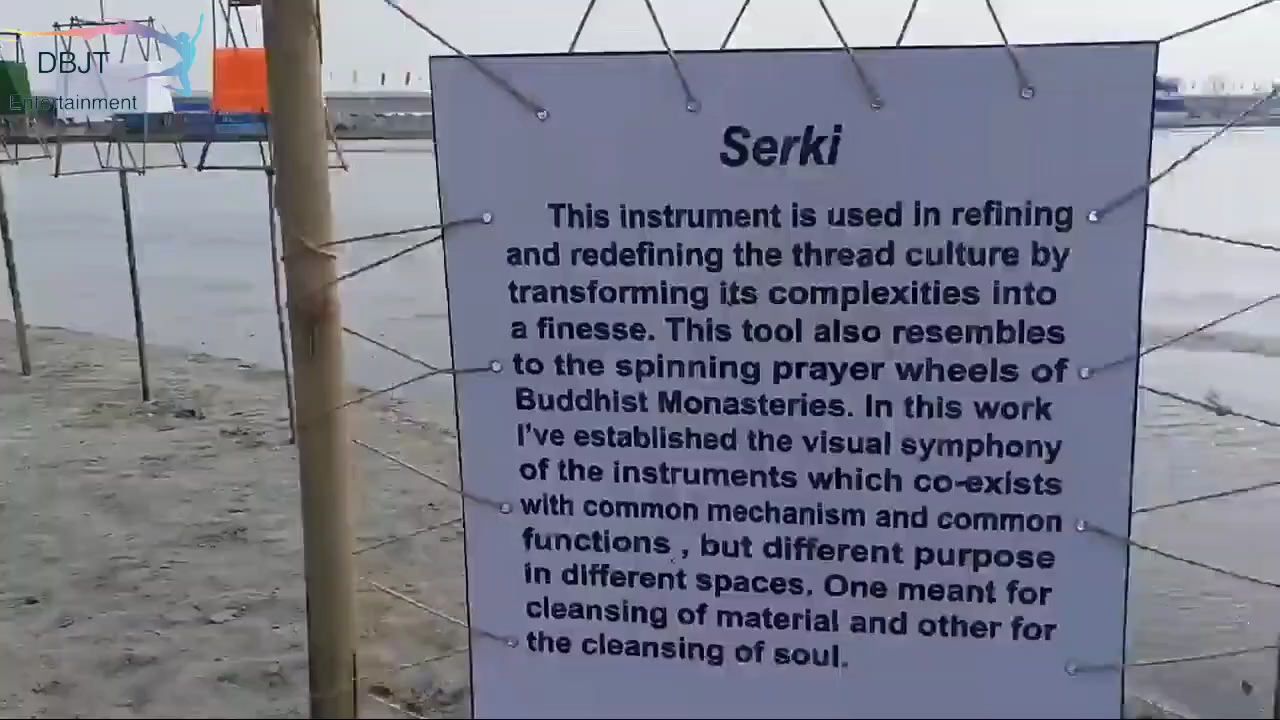 DBJT
Entertainment
Serki
This instrument is used in refining
and redefining the thread culture by
transforming its complexities into
a finesse. This tool also resembles
to the spinning prayer wheels of
Buddhist Monasteries. In this work
I've established the visual symphony
of the instruments which co-exists
with common mechanism and common
functions , but different purpose
in different spaces. One meant for
cleansing of material and other for
the cleansing of soul.